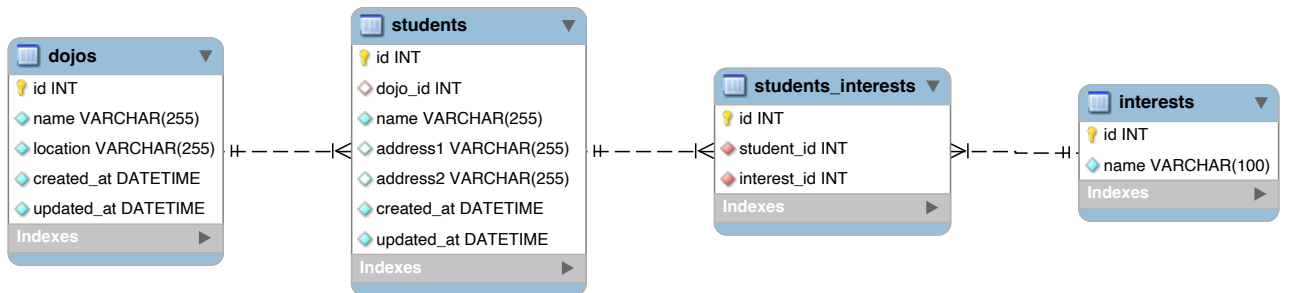 dojos
id INT
name VARCHAR(255)
location VARCHAR(255)
created_at DATETIME
updated_at DATETIME
Indexes
students
id INT
dojo_id INT
name VARCHAR(255)
address1 VARCHAR(255)
address2 VARCHAR(255)
created_at DATETIME
updated_at DATETIME
Indexes
students_interests
id INT
student_id INT
interest_id INT
Indexes
interests
id INT
name VARCHAR(100)
Indexes